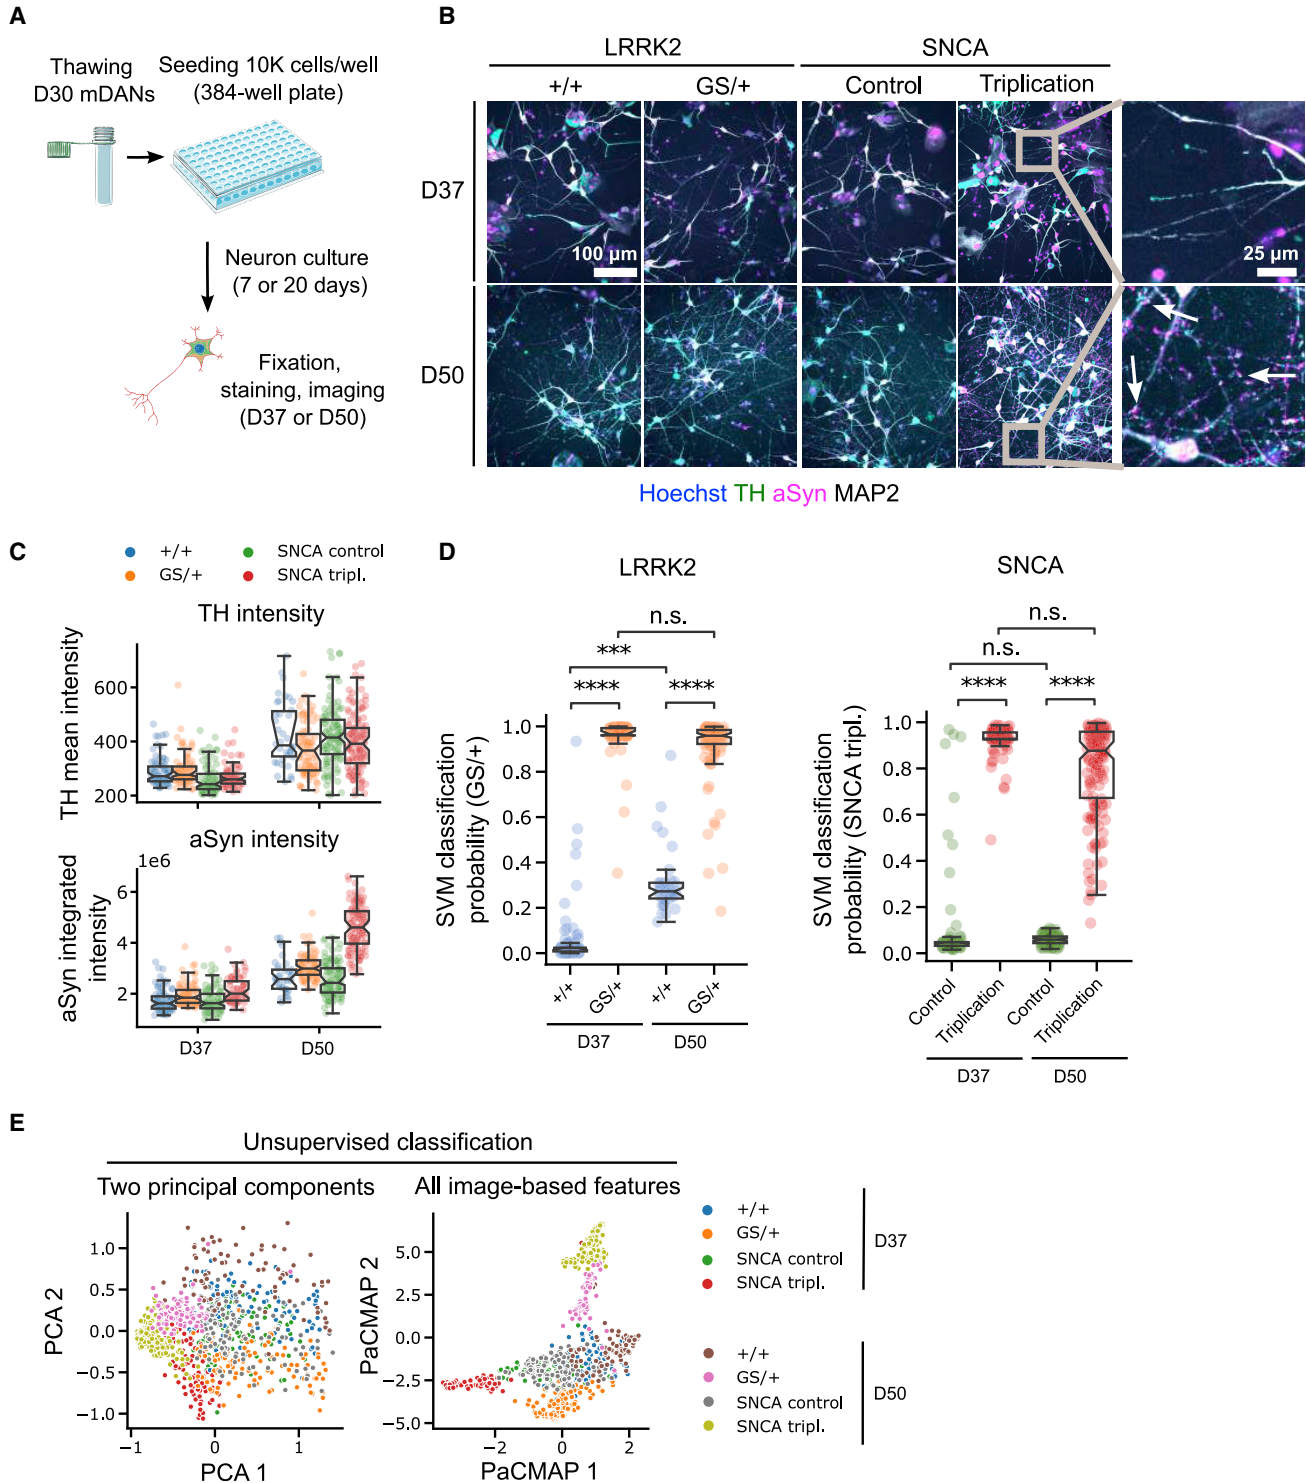 A
Thawing
D30 mDANs
Seeding 10K cells/well
(384-well plate)
Neuron culture
(7 or 20 days)
Fixation,
staining, imaging
(D37 or D50)
B
LRRK2 SNCA
+/+ GS/+ Control Triplication
D37
100 µm
25 µm
D50
Hoechst TH aSyn MAP2
C
+/+ SNCA control
GS/+ SNCA tripl.
TH intensity
TH mean intensity
600
400
200
aSyn intensity
1e6
aSyn integrated
intensity
6
4
2
D37 D50
D
LRRK2
n.s.
***
**** ****
SVM classification
probability (GS/+)
1.0
0.8
0.6
0.4
0.2
0.0
+/+ GS/+ +/+ GS/+
D37 D50
SNCA
n.s.
n.s.
**** ****
SVM classification
probability (SNCA tripl.)
1.0
0.8
0.6
0.4
0.2
0.0
Control Triplication Control Triplication
D37 D50
E
Unsupervised classification
Two principal components
PCA 2
1.0
0.5
0.0
−0.5
−1.0
−1 0 1
PCA 1
All image-based features
PaCMAP 2
5.0
2.5
0.0
−2.5
−5.0
−2 0 2
PaCMAP 1
+/+
GS/+
SNCA control
SNCA tripl.
D37
+/+
GS/+
SNCA control
SNCA tripl.
D50